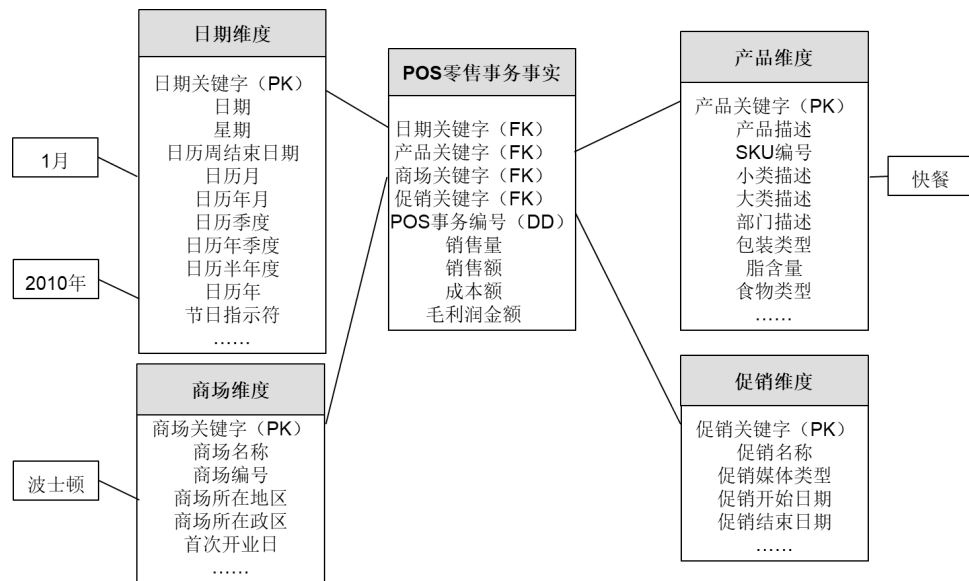 日期维度
日期关键字（PK）
日期
星期
日历周结束日期
日历月
日历年月
日历季度
日历年季度
日历半年度
日历年
节日指示符
……
1月
2010年
商场维度
商场关键字（PK）
商场名称
商场编号
商场所在地区
商场所在政区
首次开业日
……
波士顿
POS零售事务事实
日期关键字（FK）
产品关键字（FK）
商场关键字（FK）
促销关键字（FK）
POS事务编号（DD）
销售量
销售额
成本额
毛利润金额
产品维度
产品关键字（PK）
产品描述
SKU编号
小类描述
大类描述
部门描述
包装类型
脂含量
食物类型
……
快餐
促销维度
促销关键字（PK）
促销名称
促销媒体类型
促销开始日期
促销结束日期
……